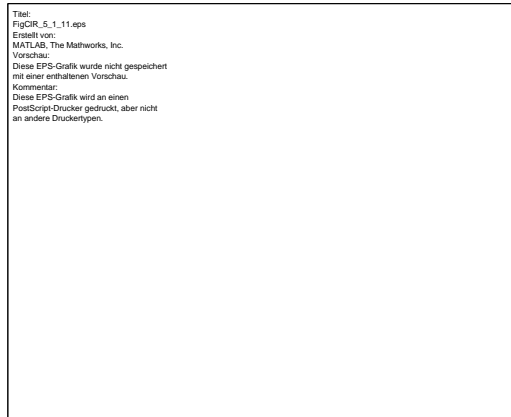 Titel:
FigCIR_5_1_11.eps
Erstellt von:
MATLAB, The Mathworks, Inc.
Vorschau:
Diese EPS-Grafik wurde nicht gespeichert
mit einer enthaltenen Vorschau.
Kommentar:
Diese EPS-Grafik wird an einen
PostScript-Drucker gedruckt, aber nicht
an andere Druckertypen.